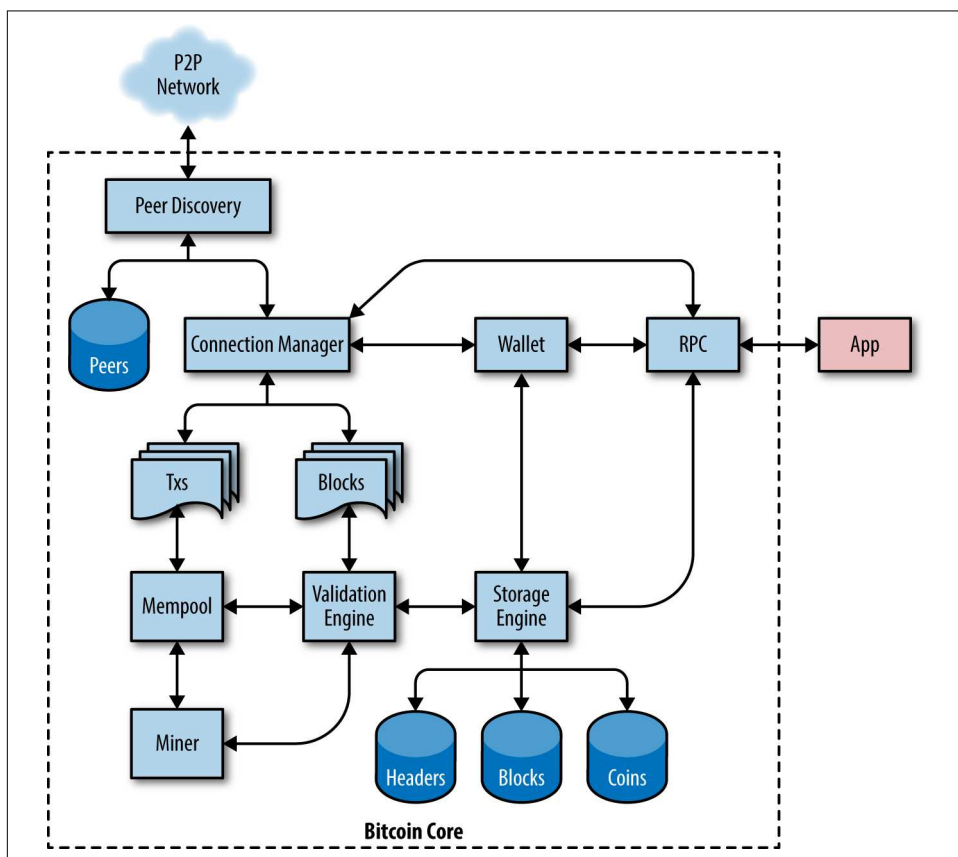 P2P
Network
Peer Discovery
Peers
Connection Manager
Wallet
RPC
App
Txs
Blocks
Mempool
Validation
Engine
Storage
Engine
Miner
Headers
Blocks
Coins
Bitcoin Core